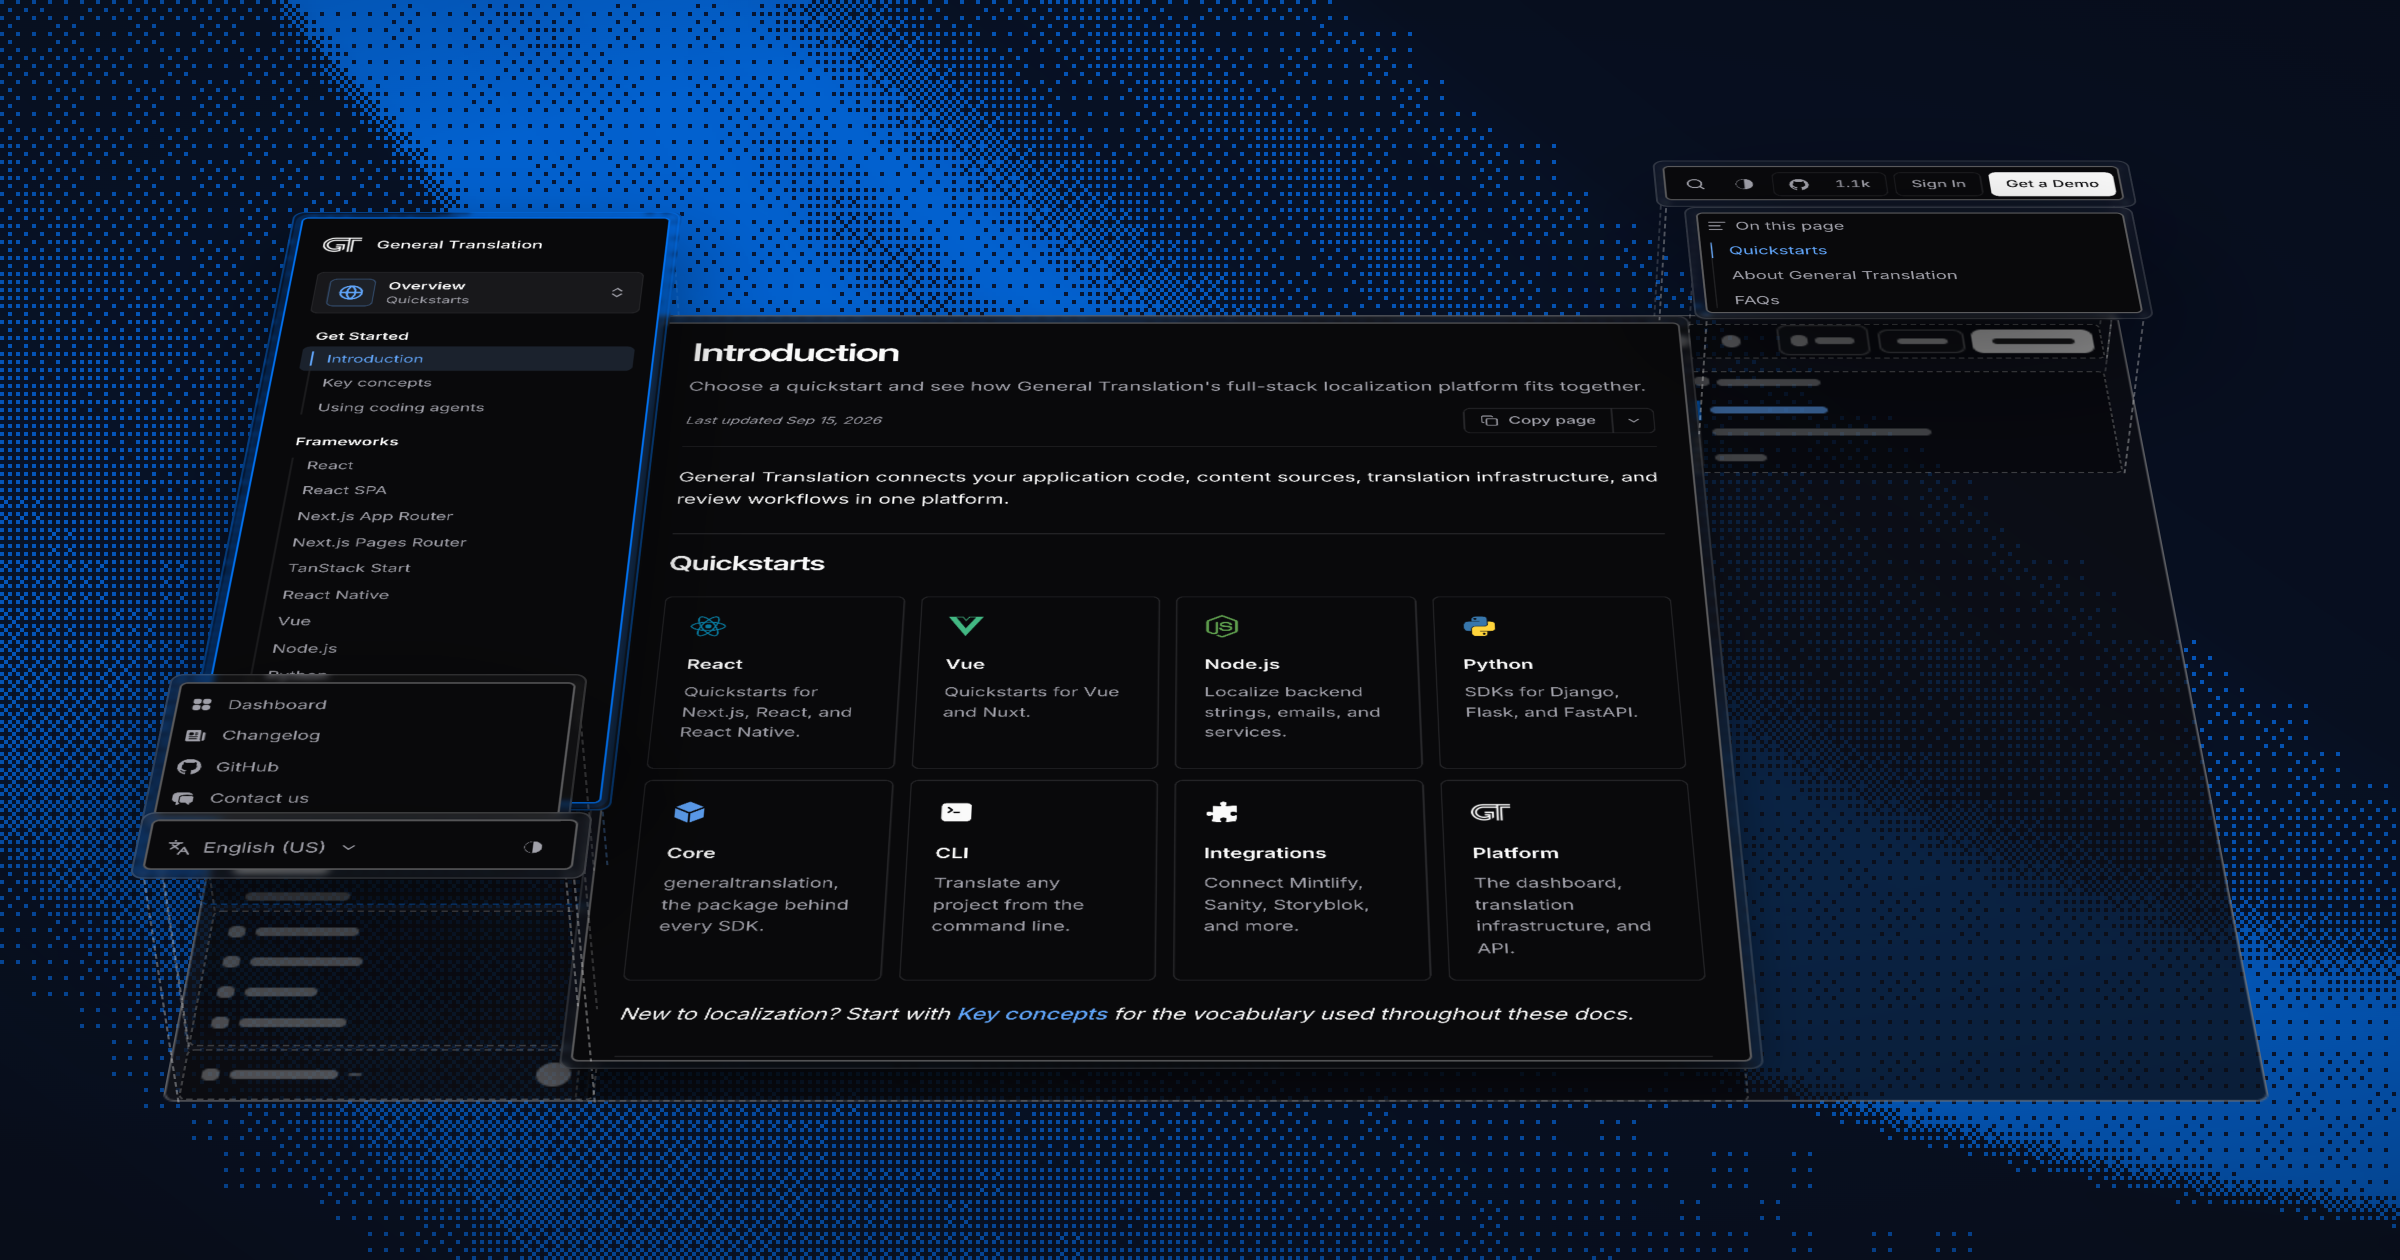 GT General Translation
Overview
Quickstarts
Get Started
Introduction
Key concepts
Using coding agents
Frameworks
React
React SPA
Next.js App Router
Next.js Pages Router
TanStack Start
React Native
Vue
Node.js
Python
Dashboard
Changelog
GitHub
Contact us
English (US)
Introduction
Choose a quickstart and see how General Translation's full-stack localization platform fits together.
Last updated Sep 15, 2026
Copy page
General Translation connects your application code, content sources, translation infrastructure, and
review workflows in one platform.
Quickstarts
React
Quickstarts for
Next.js, React, and
React Native.
Vue
Quickstarts for Vue
and Nuxt.
JS
Node.js
Localize backend
strings, emails, and
services.
Python
SDKs for Django,
Flask, and FastAPI.
Core
generaltranslation,
the package behind
every SDK.
CLI
Translate any
project from the
command line.
Integrations
Connect Mintlify,
Sanity, Storyblok,
and more.
GT
Platform
The dashboard,
translation
infrastructure, and
API.
New to localization? Start with Key concepts for the vocabulary used throughout these docs.
1.1k Sign In Get a Demo
On this page
Quickstarts
About General Translation
FAQs